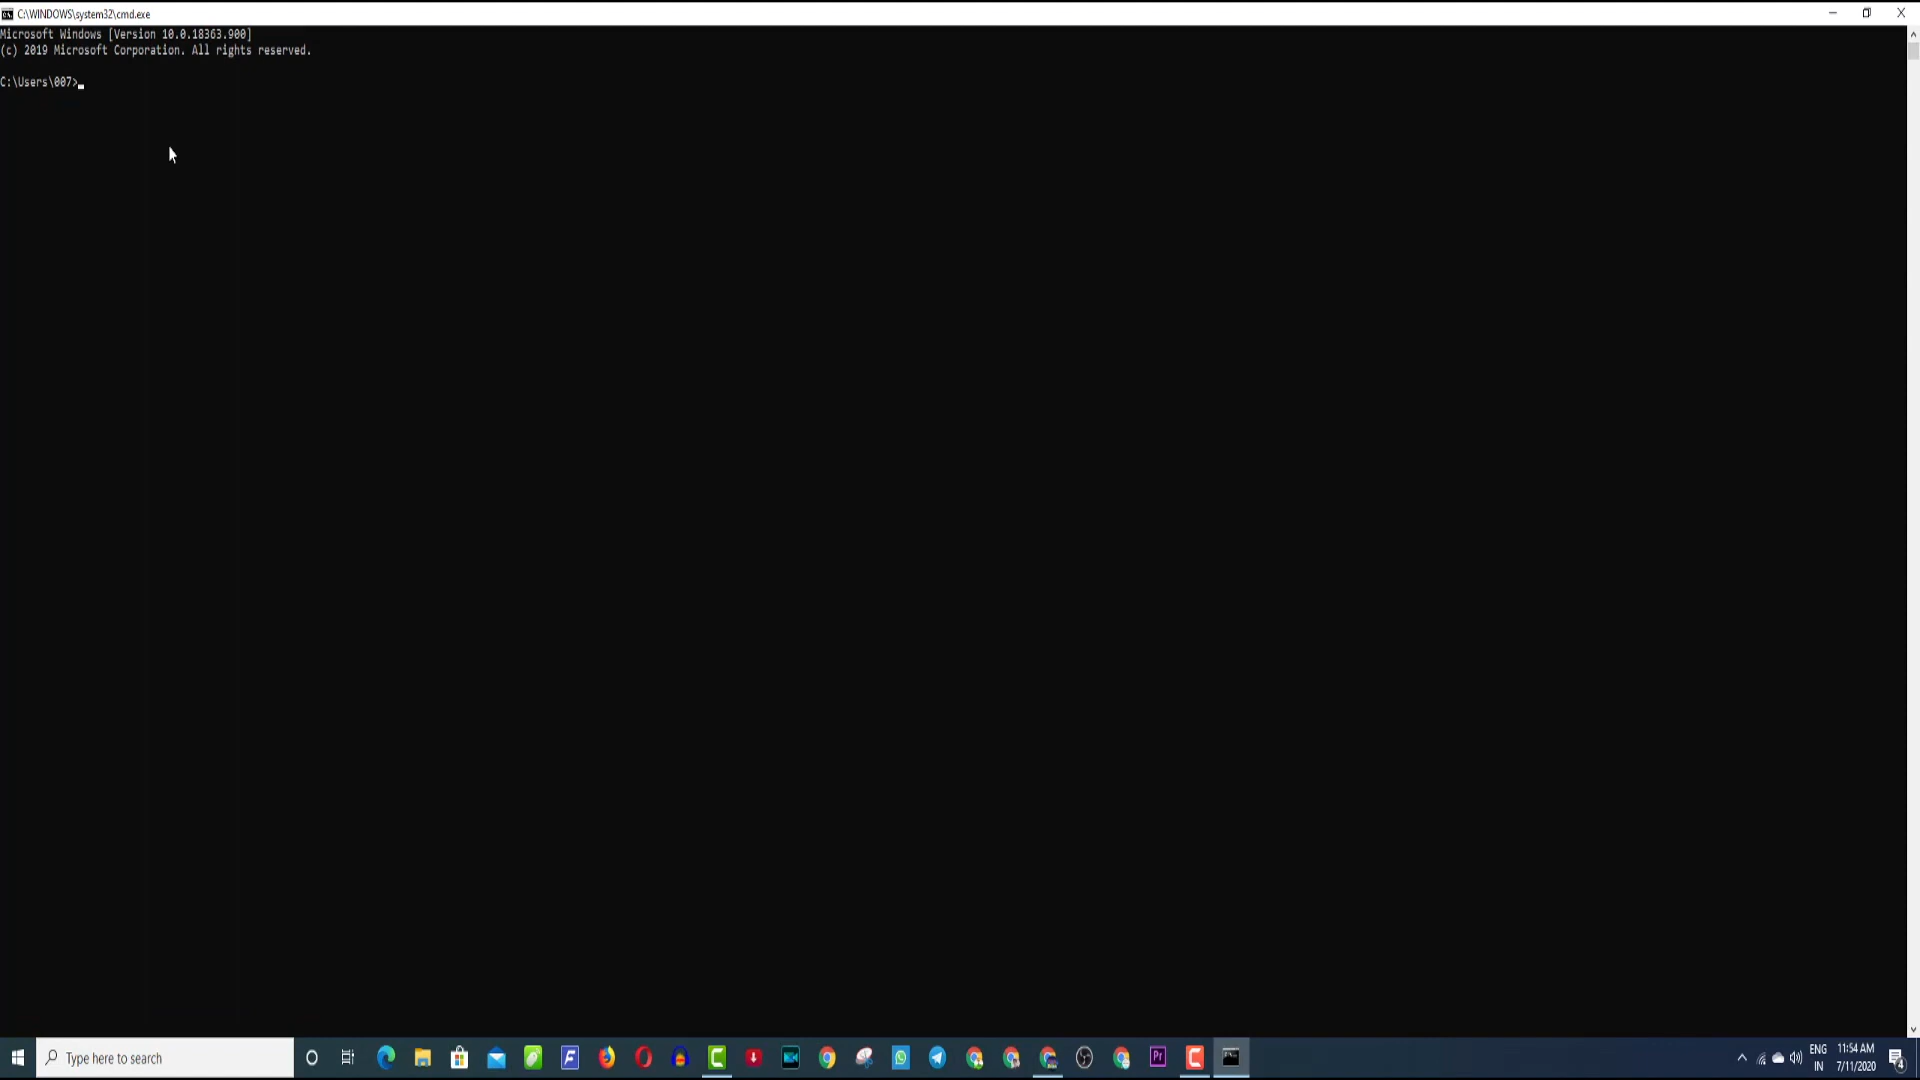 C:\WINDOWS\system32\cmd.exe
Microsoft Windows [Version 10.0.18363.900]
(c) 2019 Microsoft Corporation. All rights reserved.
C:\Users\007>
Type here to search
ENG
IN
11:54 AM
7/11/2020
4